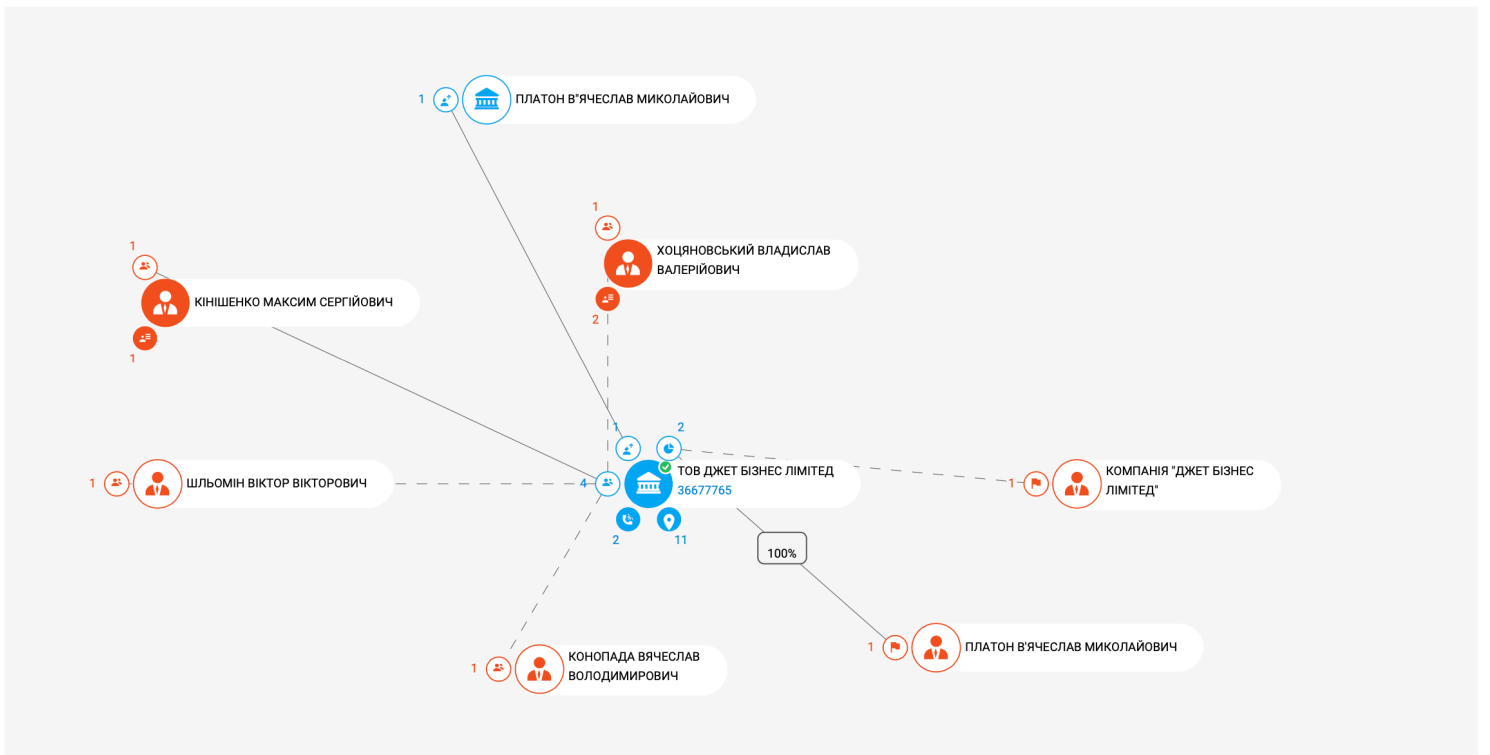 1
ПЛАТОН В"ЯЧЕСЛАВ МИКОЛАЙОВИЧ
1
ХОЦЯНОВСЬКИЙ ВЛАДИСЛАВ
ВАЛЕРІЙОВИЧ
2
1
КІНІШЕНКО МАКСИМ СЕРГІЙОВИЧ
1
1
2
ТОВ ДЖЕТ БІЗНЕС ЛІМІТЕД
36677765
4
2
11
1
КОМПАНІЯ "ДЖЕТ БІЗНЕС
ЛІМІТЕД"
1
ШЛЬОМІН ВІКТОР ВІКТОРОВИЧ
100%
1
ПЛАТОН В'ЯЧЕСЛАВ МИКОЛАЙОВИЧ
1
КОНОПАДА ВЯЧЕСЛАВ
ВОЛОДИМИРОВИЧ